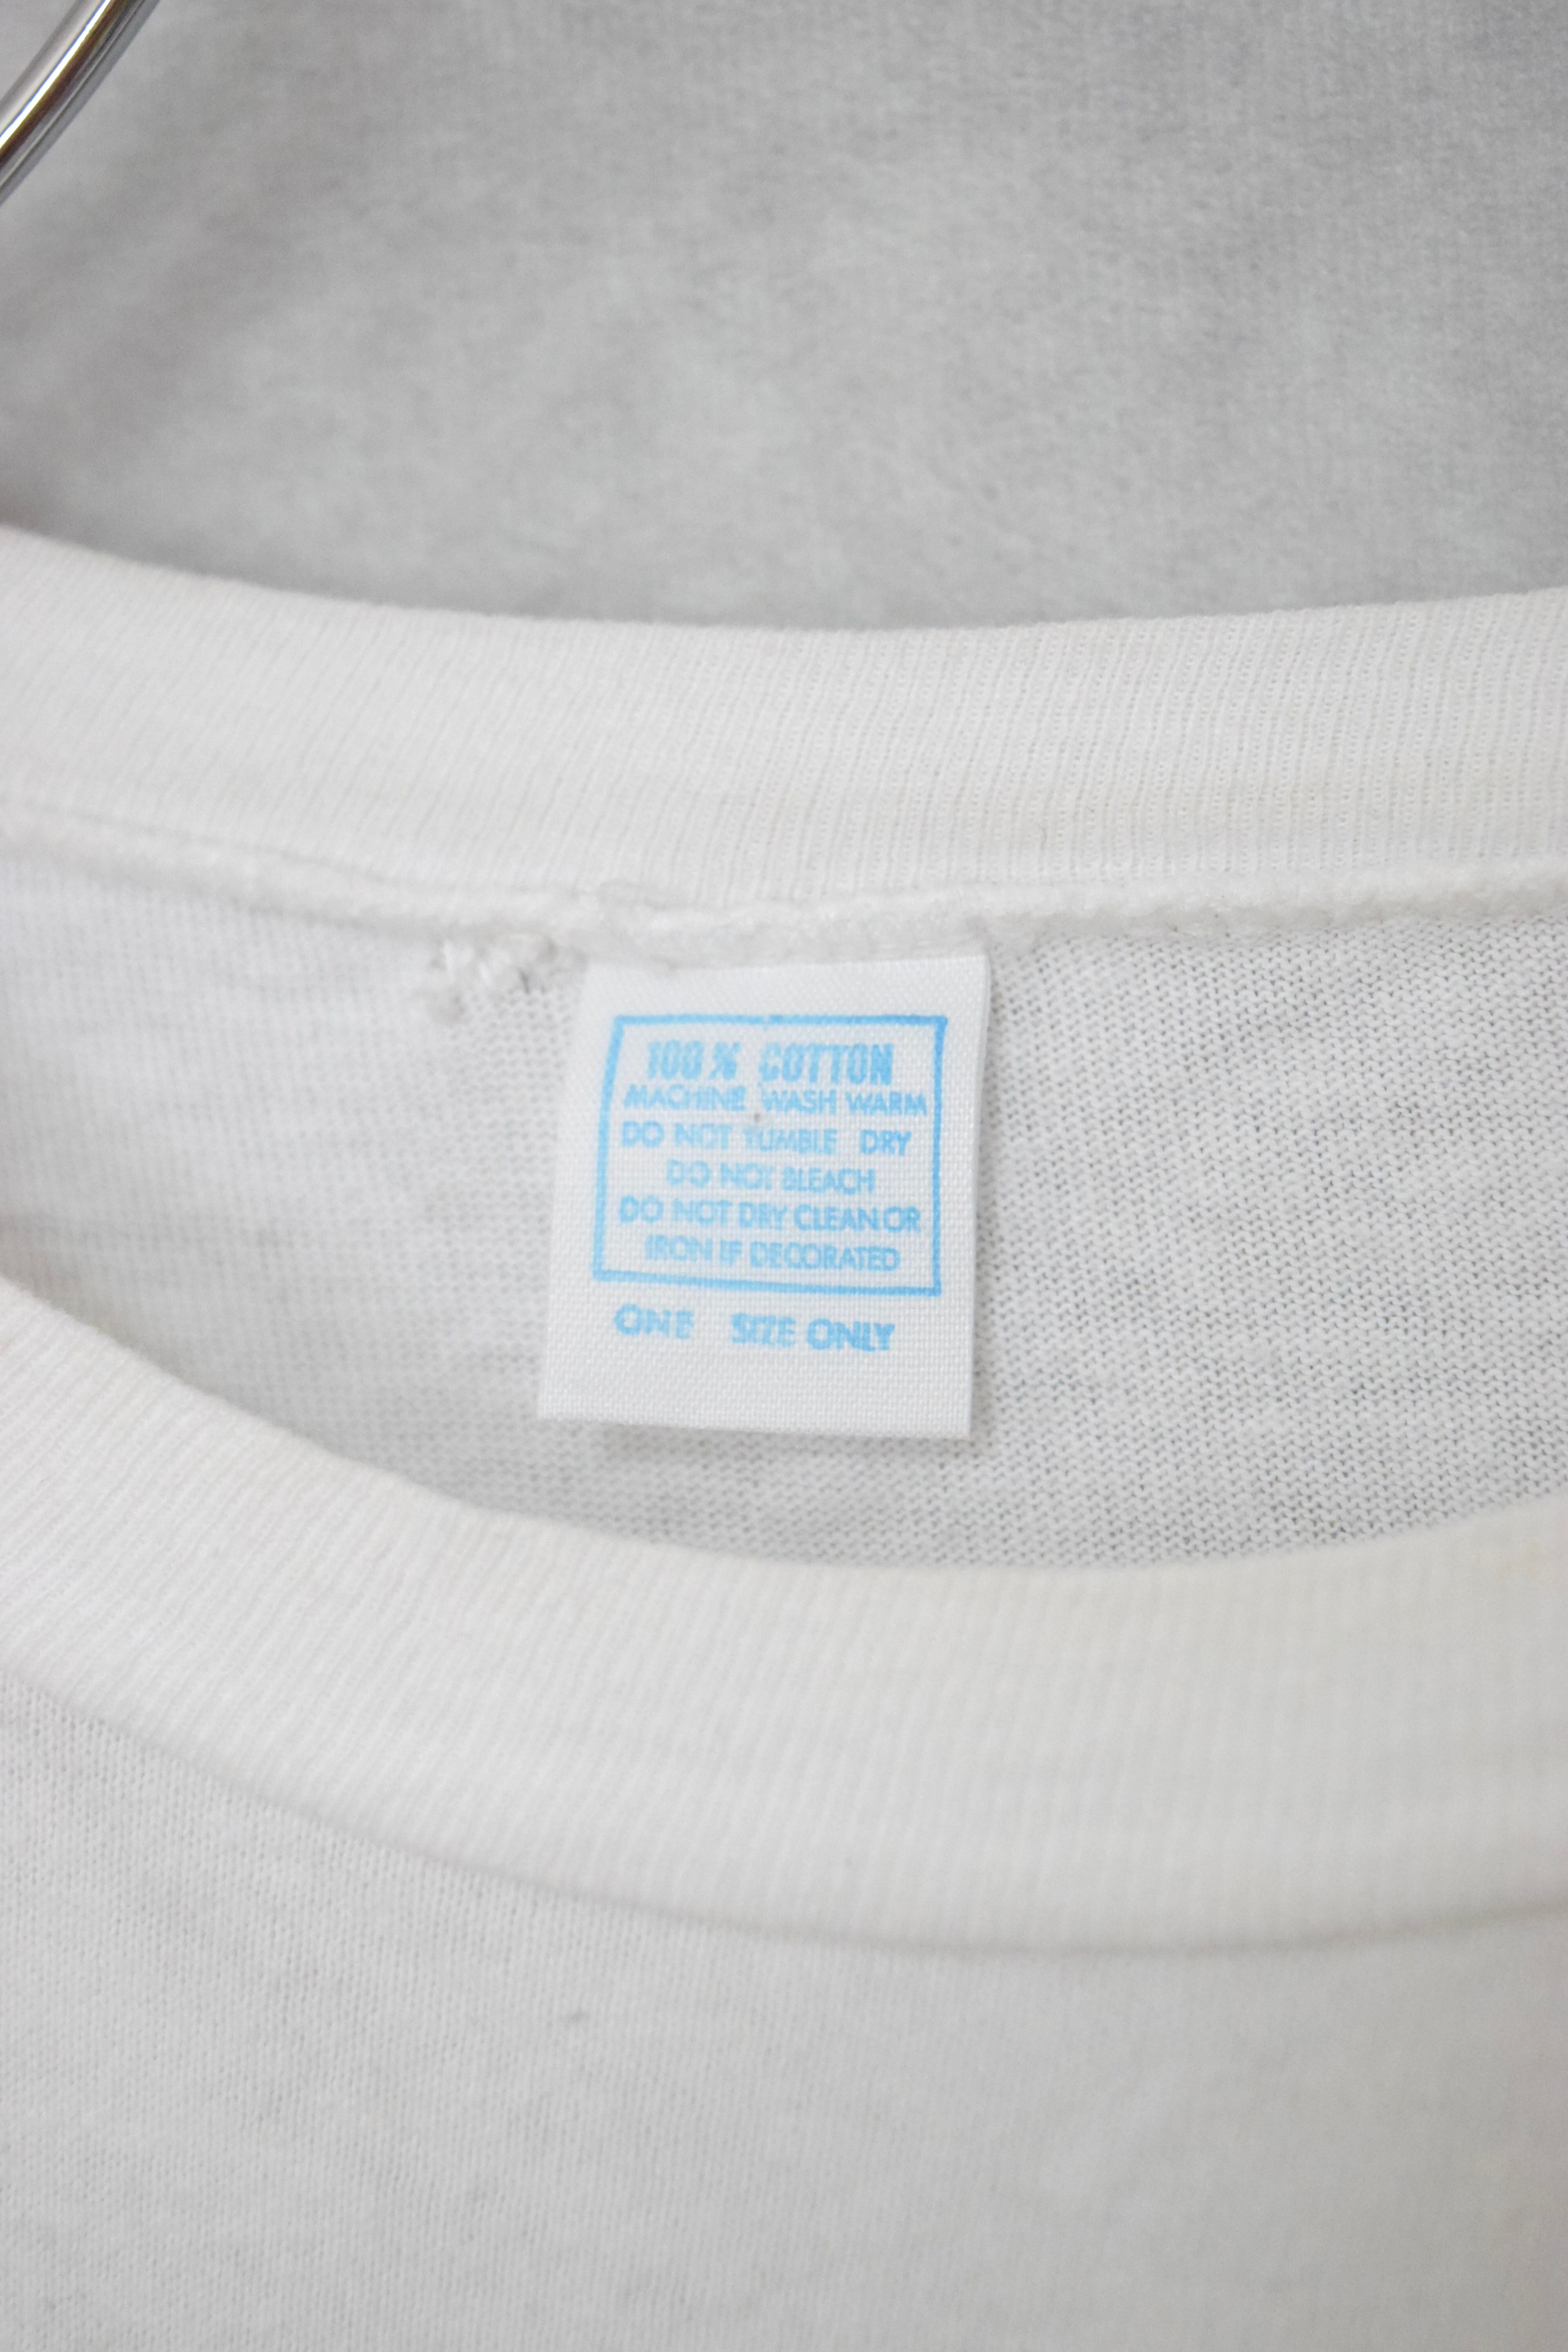 100% COTTON
MACHINE WASH WARM
DO NOT TUMBLE DRY
DO NOT BLEACH
DO NOT DRY CLEAN OR
IRON IF DECORATED
ONE SIZE ONLY